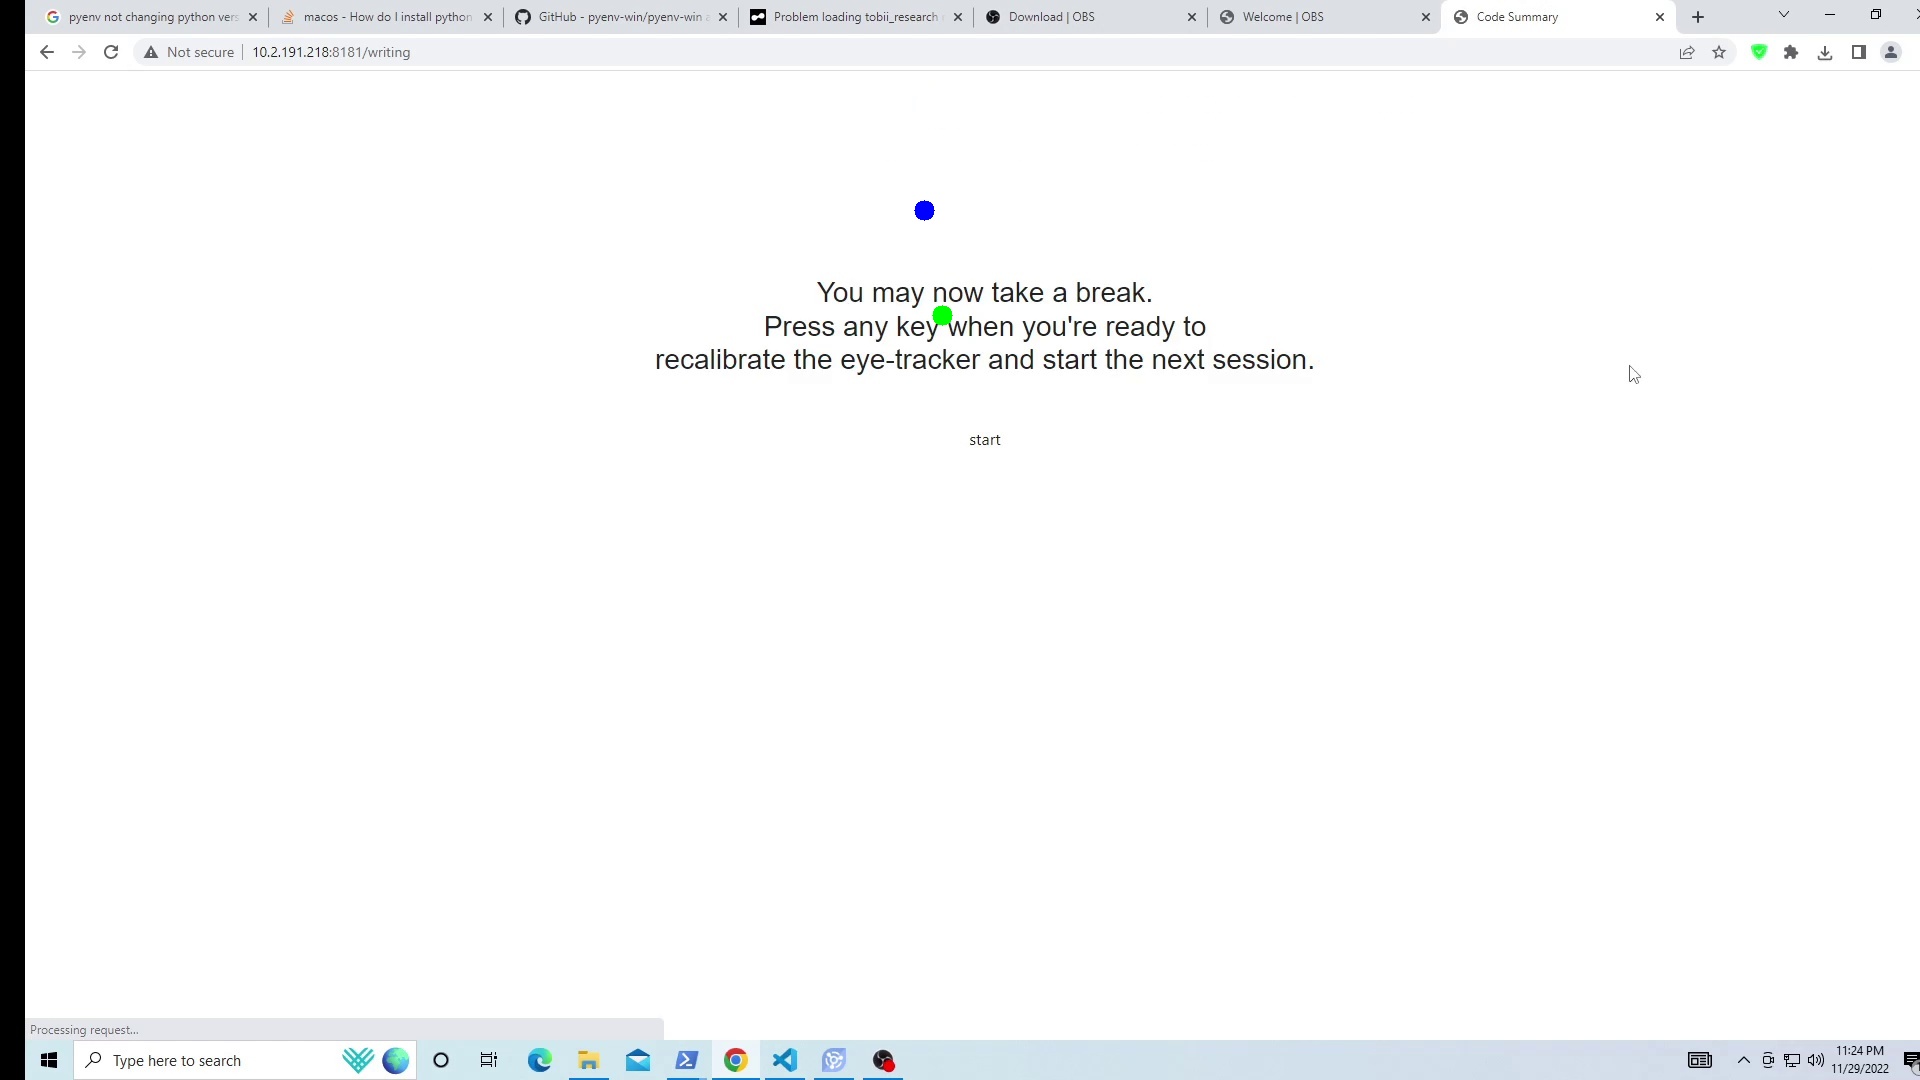 pyenv not changing python vers
macos - How do I install python
GitHub - pyenv-win/pyenv-win a
Problem loading tobii_research
Download | OBS
Welcome | OBS
Code Summary
Not secure
10.2.191.218:8181/writing
You may now take a break.
Press any key when you're ready to
recalibrate the eye-tracker and start the next session.
start
Processing request...
Type here to search
11:24 PM
11/29/2022